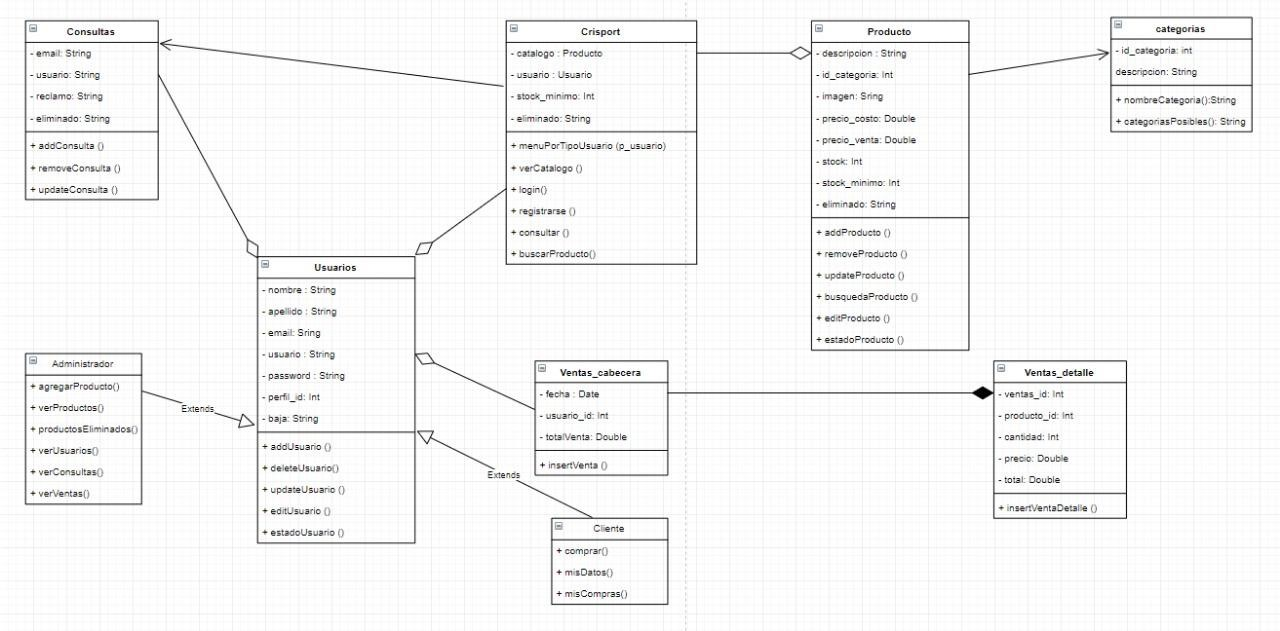 Consultas
- email: String
- usuario: String
- reclamo: String
- eliminado: String
+ addConsulta ()
+ removeConsulta ()
+ updateConsulta ()
Crisport
- catalogo : Producto
- usuario : Usuario
- stock_minimo: Int
- eliminado: String
+ menuPorTipoUsuario (p_usuario)
+ verCatalogo ()
+ login()
+ registrarse ()
+ consultar ()
+ buscarProducto()
Producto
- descripcion : String
- id_categoria: Int
- imagen: Sring
- precio_costo: Double
- precio_venta: Double
- stock: Int
- stock_minimo: Int
- eliminado: String
+ addProducto ()
+ removeProducto ()
+ updateProducto ()
+ busquedaProducto ()
+ editProducto ()
+ estadoProducto ()
categorias
- id_categoria: int
descripcion: String
+ nombreCategoria():String
+ categoriasPosibles(): String
Usuarios
- nombre : String
- apellido : String
- email: Sring
- usuario : String
- password : String
- perfil_id: Int
- baja: String
+ addUsuario ()
+ deleteUsuario()
+ updateUsuario ()
+ editUsuario ()
+ estadoUsuario ()
Administrador
+ agregarProducto()
+ verProductos()
+ productosEliminados()
+ verUsuarios()
+ verConsultas()
+ verVentas()
Extends
Ventas_cabecera
- fecha : Date
- usuario_id: Int
- totalVenta: Double
+ insertVenta ()
Ventas_detalle
- ventas_id: Int
- producto_id: Int
- cantidad: Int
- precio: Double
- total: Double
+ insertVentaDetalle ()
Extends
Cliente
+ comprar()
+ misDatos()
+ misCompras()